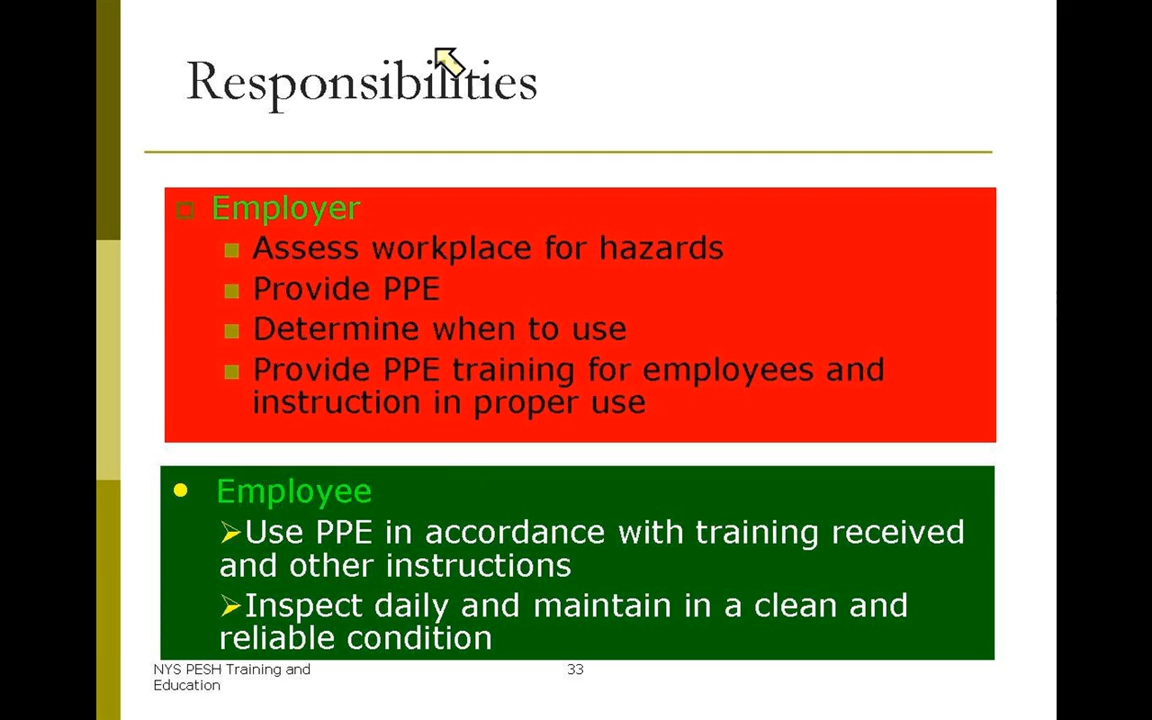 Responsibilities
Employer
Assess workplace for hazards
Provide PPE
Determine when to use
Provide PPE training for employees and
instruction in proper use
Employee
Use PPE in accordance with training received
and other instructions
Inspect daily and maintain in a clean and
reliable condition
NYS PESH Training and
Education
33